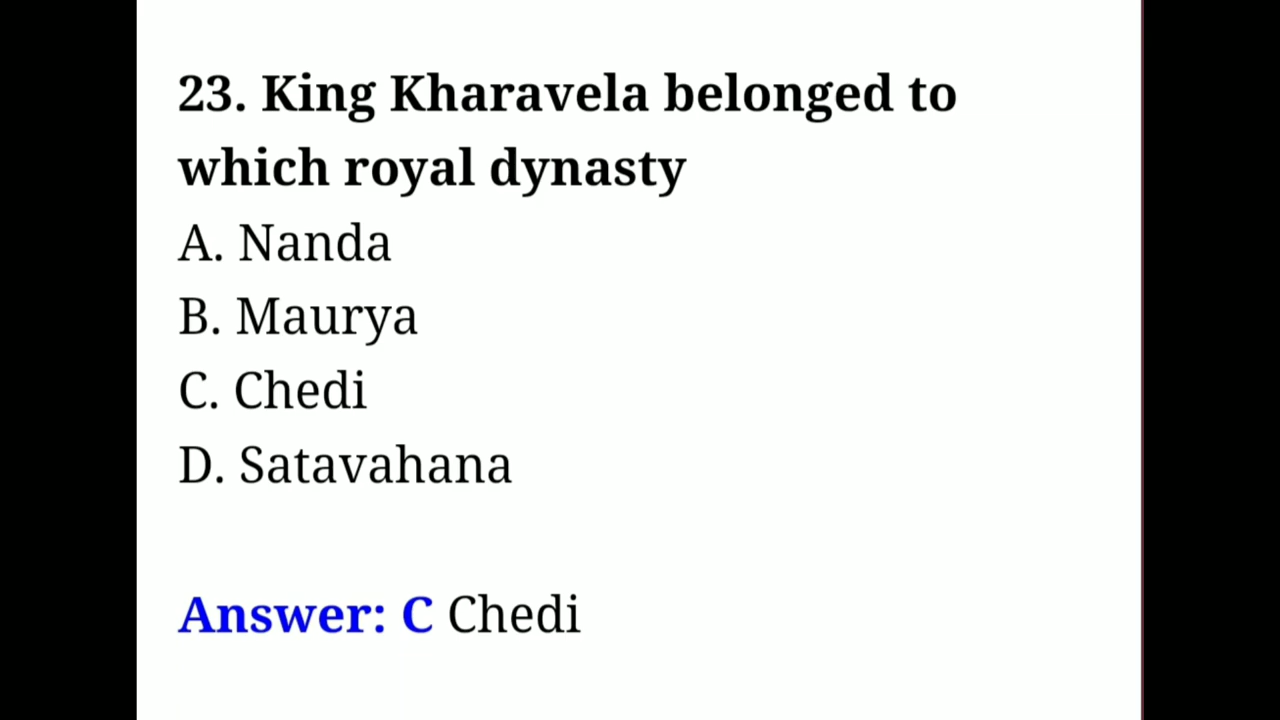 23. King Kharavela belonged to
which royal dynasty
A. Nanda
B. Maurya
C. Chedi
D. Satavahana
Answer: C Chedi